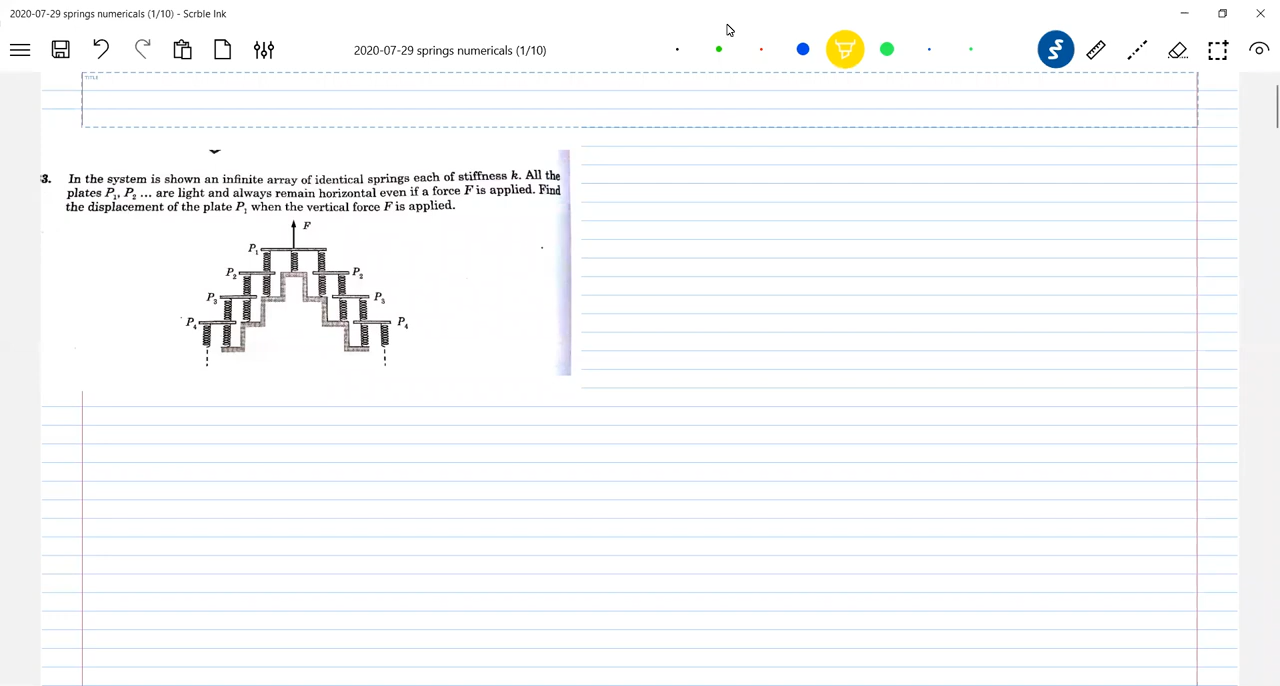 2020-07-29 springs numericals (1/10) - Scrble Ink
2020-07-29 springs numericals (1/10)
TITLE
3. In the system is shown an infinite array of identical springs each of stiffness k. All the
plates P₁, P₂ ... are light and always remain horizontal even if a force F is applied. Find
the displacement of the plate P₁ when the vertical force F is applied.
F
P₁
P₂ P₂
P₃ P₃
P₄ P₄